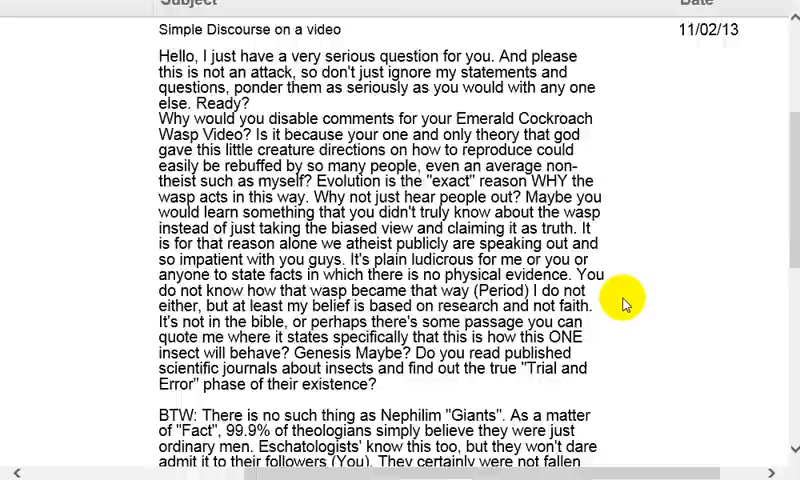 Subject
Date
Simple Discourse on a video
11/02/13
Hello, I just have a very serious question for you. And please
this is not an attack, so don't just ignore my statements and
questions, ponder them as seriously as you would with any one
else. Ready?
Why would you disable comments for your Emerald Cockroach
Wasp Video? Is it because your one and only theory that god
gave this little creature directions on how to reproduce could
easily be rebuffed by so many people, even an average non-
theist such as myself? Evolution is the "exact" reason WHY the
wasp acts in this way. Why not just hear people out? Maybe you
would learn something that you didn't truly know about the wasp
instead of just taking the biased view and claiming it as truth. It
is for that reason alone we atheist publicly are speaking out and
so impatient with you guys. It's plain ludicrous for me or you or
anyone to state facts in which there is no physical evidence. You
do not know how that wasp became that way (Period) I do not
either, but at least my belief is based on research and not faith.
It's not in the bible, or perhaps there's some passage you can
quote me where it states specifically that this is how this ONE
insect will behave? Genesis Maybe? Do you read published
scientific journals about insects and find out the true "Trial and
Error" phase of their existence?
BTW: There is no such thing as Nephilim "Giants". As a matter
of "Fact", 99.9% of theologians simply believe they were just
ordinary men. Eschatologists' know this too, but they won't dare
admit it to their followers (You). They certainly were not fallen